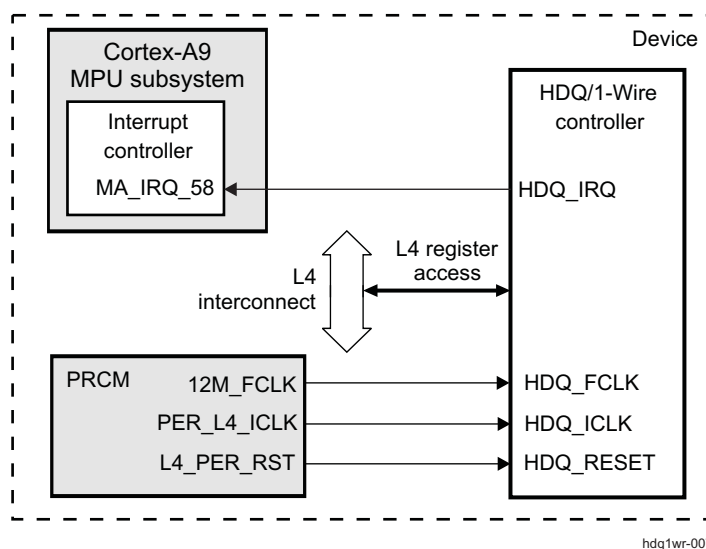 Device
Cortex-A9
MPU subsystem
Interrupt
controller
MA_IRQ_58
HDQ/1-Wire
controller
HDQ_IRQ
L4
interconnect
L4 register
access
PRCM
12M_FCLK
PER_L4_ICLK
L4_PER_RST
HDQ_FCLK
HDQ_ICLK
HDQ_RESET
hdq1wr-00